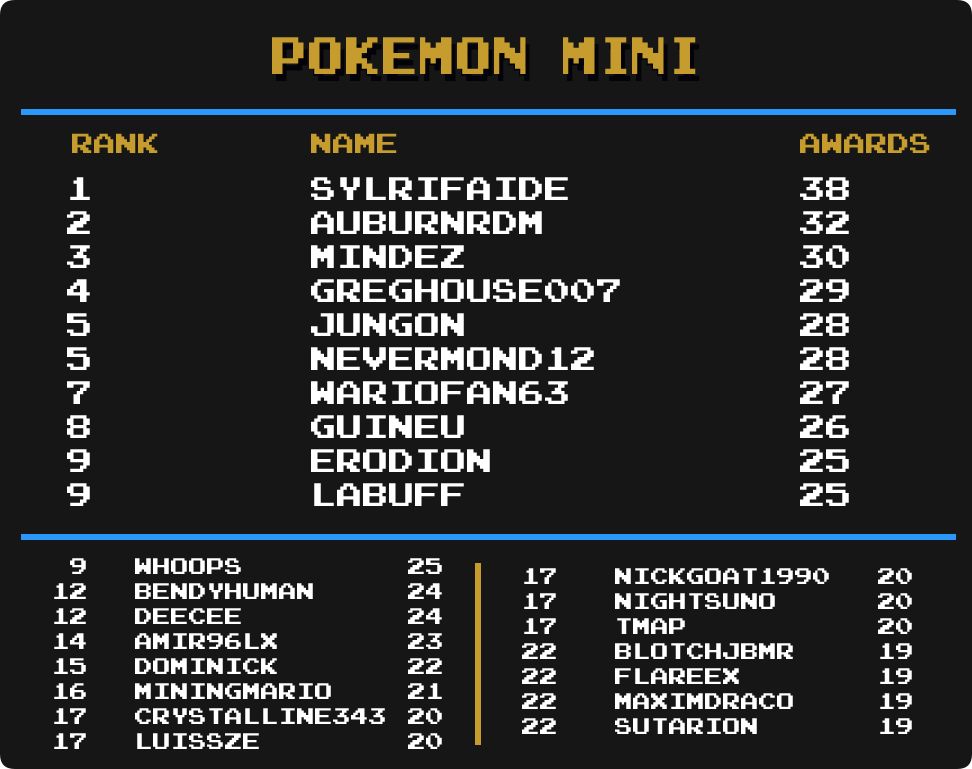 POKEMON MINI
RANK NAME AWARDS
1 SYLRIFAIDE 38
2 AUBURNRDM 32
3 MINDEZ 30
4 GREGHOUSE007 29
5 JUNGON 28
5 NEVERMOND12 28
7 WARIOFAN63 27
8 GUINEU 26
9 ERODION 25
9 LABUFF 25
9 WHOOPS 25
12 BENDYHUMAN 24
12 DEECEE 24
14 AMIR96LX 23
15 DOMINICK 22
16 MININGMARIO 21
17 CRYSTALLINE343 20
17 LUISSZE 20
17 NICKGOAT1990 20
17 NIGHTSUNO 20
17 TMAP 20
22 BLOTCHJBMR 19
22 FLAREEX 19
22 MAXIMDRACO 19
22 SUTARION 19